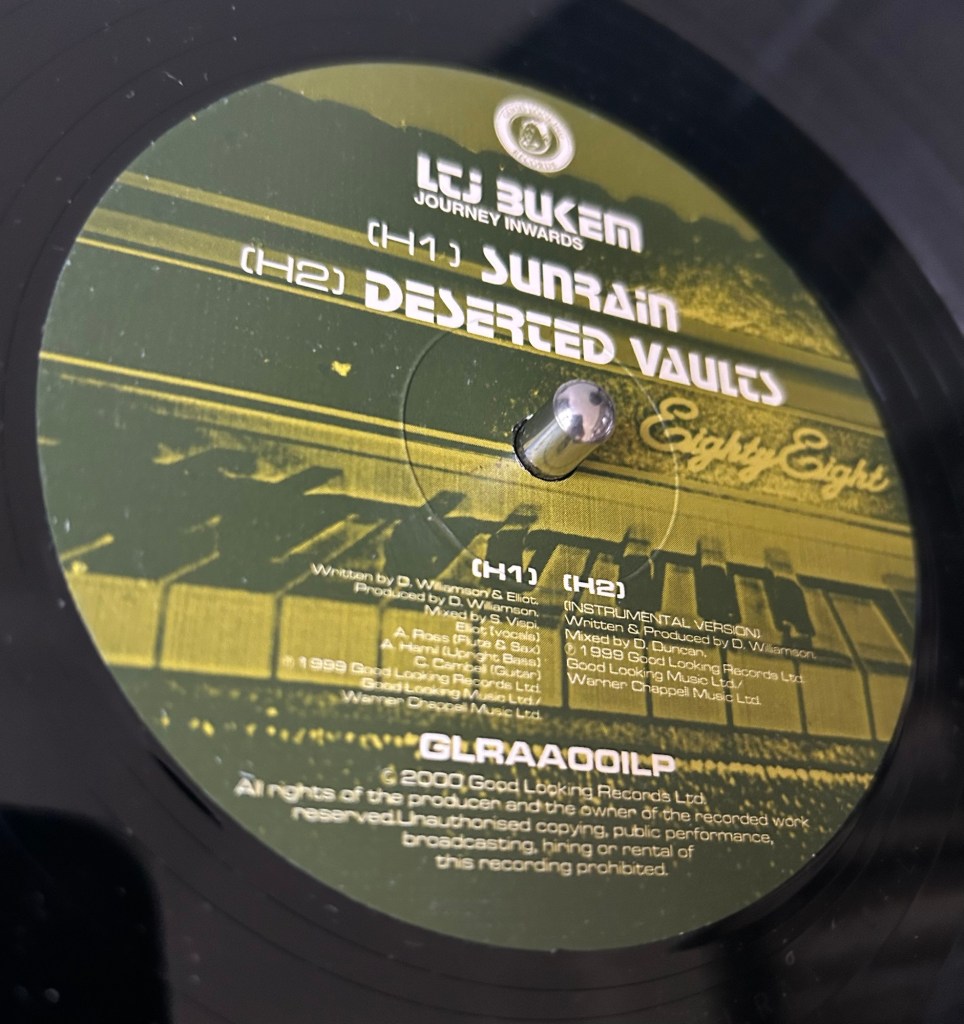 LTJ BUKEM
JOURNEY INWARDS
(H1) SUNRAIN
(H2) DESERTED VAULTS
Eighty Eight
(H1)
Written by D. Williamson & Elliot.
Produced by D. Williamson.
Mixed by S. Vispi.
Elliot (vocals)
A. Ross (Flute & Sax)
A. Hamill (Upright Bass)
C. Cambell (Guitar)
℗ 1999 Good Looking Records Ltd.
Good Looking Music Ltd./
Warner Chappell Music Ltd.
(H2)
(INSTRUMENTAL VERSION)
Written & Produced by D. Williamson.
Mixed by D. Duncan.
℗ 1999 Good Looking Records Ltd.
Good Looking Music Ltd./
Warner Chappell Music Ltd.
GLRAA001LP
© 2000 Good Looking Records Ltd.
All rights of the producer and the owner of the recorded work
reserved.Unauthorised copying, public performance,
broadcasting, hiring or rental of
this recording prohibited.